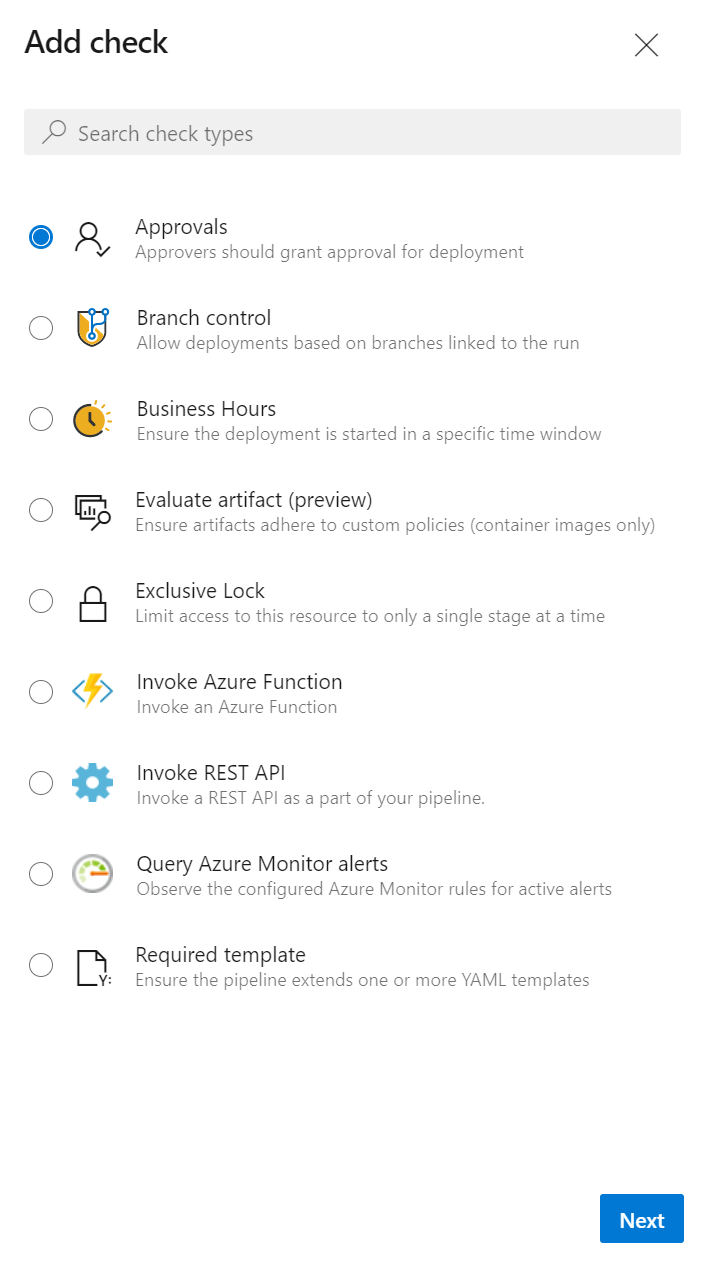 Add check
Search check types
Approvals
Approvers should grant approval for deployment
Branch control
Allow deployments based on branches linked to the run
Business Hours
Ensure the deployment is started in a specific time window
Evaluate artifact (preview)
Ensure artifacts adhere to custom policies (container images only)
Exclusive Lock
Limit access to this resource to only a single stage at a time
Invoke Azure Function
Invoke an Azure Function
Invoke REST API
Invoke a REST API as a part of your pipeline.
Query Azure Monitor alerts
Observe the configured Azure Monitor rules for active alerts
Y:
Required template
Ensure the pipeline extends one or more YAML templates
Next